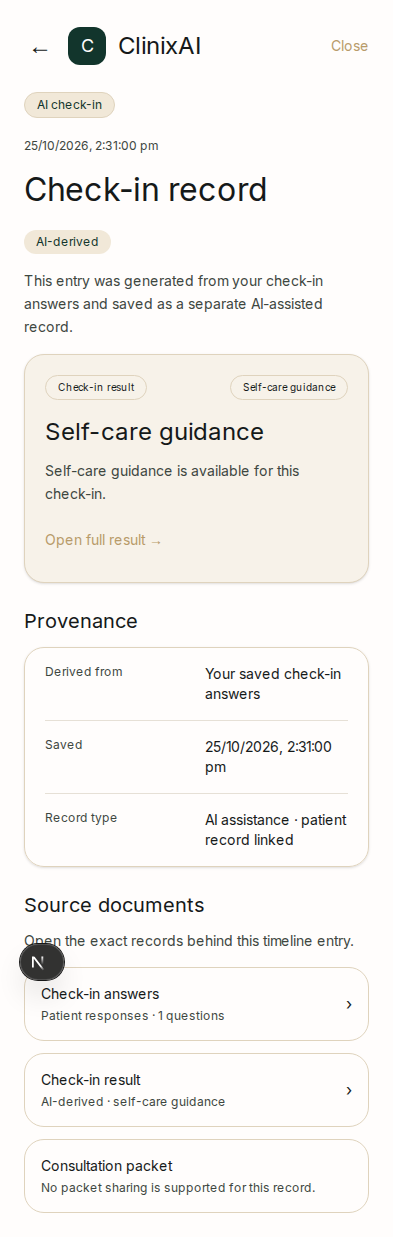 ← C ClinixAI Close
AI check-in
25/10/2026, 2:31:00 pm
Check-in record
AI-derived
This entry was generated from your check-in
answers and saved as a separate AI-assisted
record.
Check-in result Self-care guidance
Self-care guidance
Self-care guidance is available for this
check-in.
Open full result →
Provenance
Derived from Your saved check-in
answers
Saved 25/10/2026, 2:31:00
pm
Record type AI assistance · patient
record linked
Source documents
Open the exact records behind this timeline entry.
N
Check-in answers
Patient responses · 1 questions ›
Check-in result
AI-derived · self-care guidance ›
Consultation packet
No packet sharing is supported for this record.